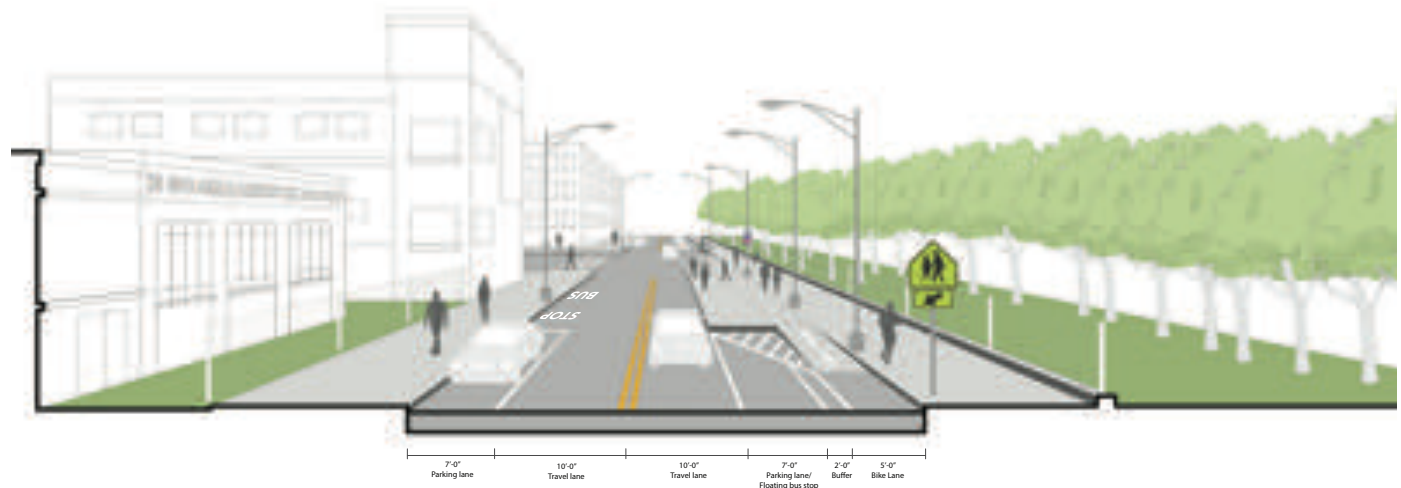 BUS
STOP
7'-0"
Parking lane
10'-0"
Travel lane
10'-0"
Travel lane
7'-0"
Parking lane/
Floating bus stop
2'-0"
Buffer
5'-0"
Bike Lane